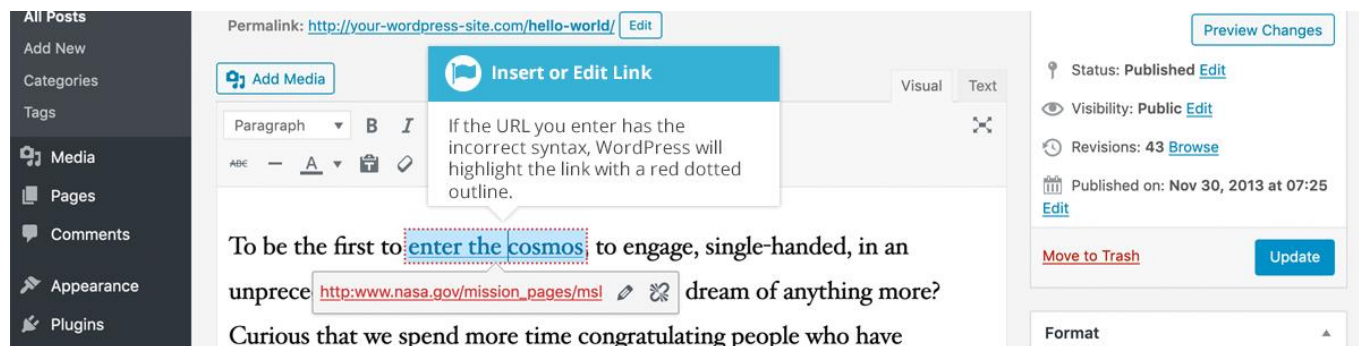 All Posts
Add New
Categories
Tags
Media
Pages
Comments
Appearance
Plugins
Permalink: http://your-wordpress-site.com/hello-world/ Edit
Add Media
Visual Text
Paragraph B I
ABC A T
Insert or Edit Link
If the URL you enter has the
incorrect syntax, WordPress will
highlight the link with a red dotted
outline.
To be the first to enter the cosmos, to engage, single-handed, in an
unprece http:www.nasa.gov/mission_pages/msl dream of anything more?
Curious that we spend more time congratulating people who have
Preview Changes
Status: Published Edit
Visibility: Public Edit
Revisions: 43 Browse
Published on: Nov 30, 2013 at 07:25
Edit
Move to Trash Update
Format